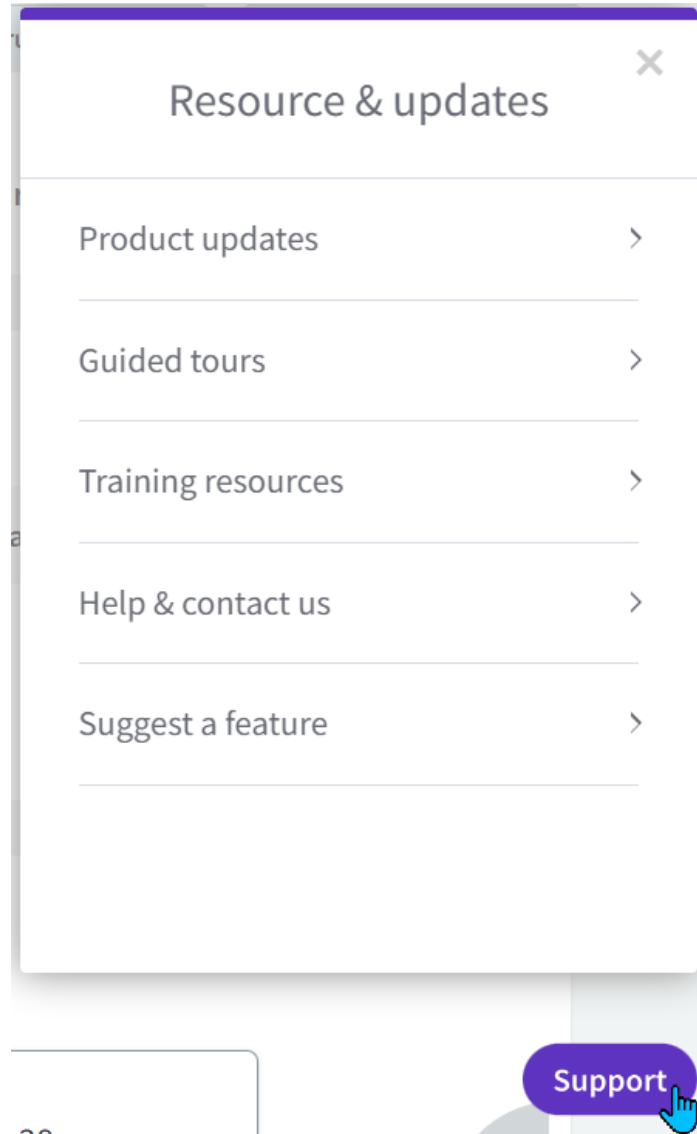 Resource & updates
Product updates
Guided tours
Training resources
Help & contact us
Suggest a feature
Support